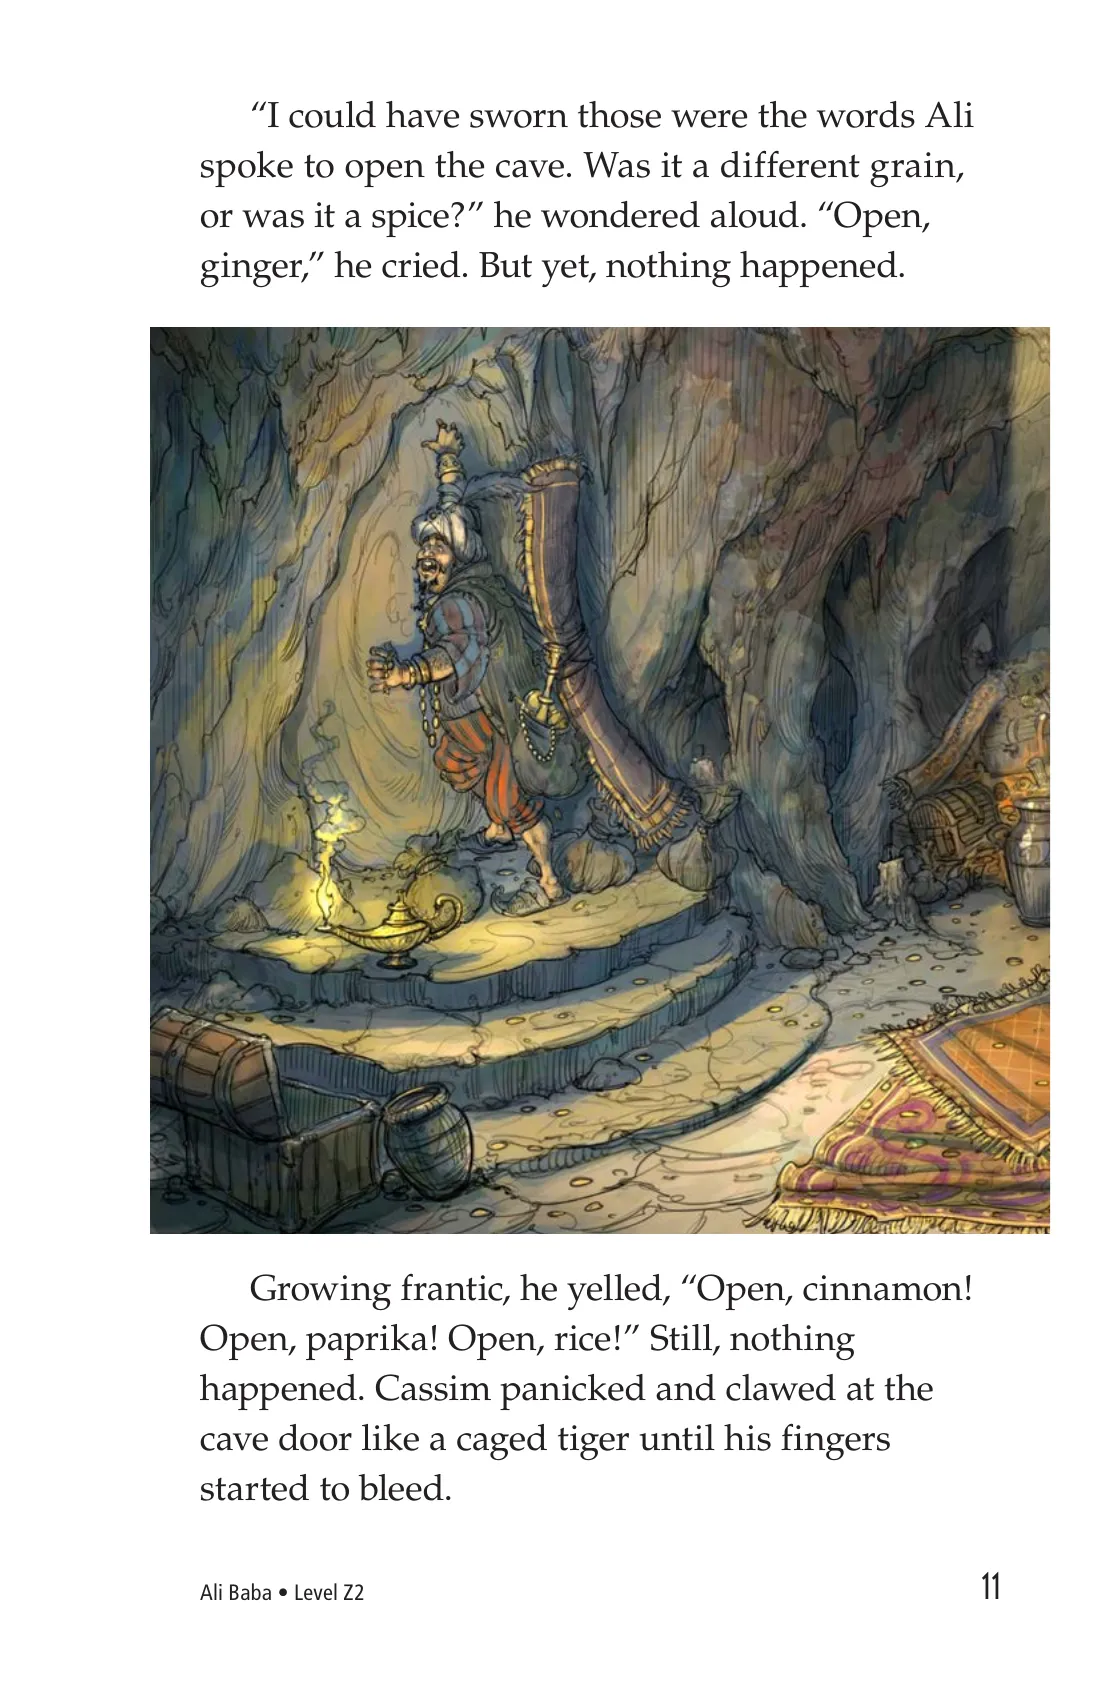 “I could have sworn those were the words Ali
spoke to open the cave. Was it a different grain,
or was it a spice?” he wondered aloud. “Open,
ginger,” he cried. But yet, nothing happened.
Growing frantic, he yelled, “Open, cinnamon!
Open, paprika! Open, rice!” Still, nothing
happened. Cassim panicked and clawed at the
cave door like a caged tiger until his fingers
started to bleed.
Ali Baba • Level Z2
11